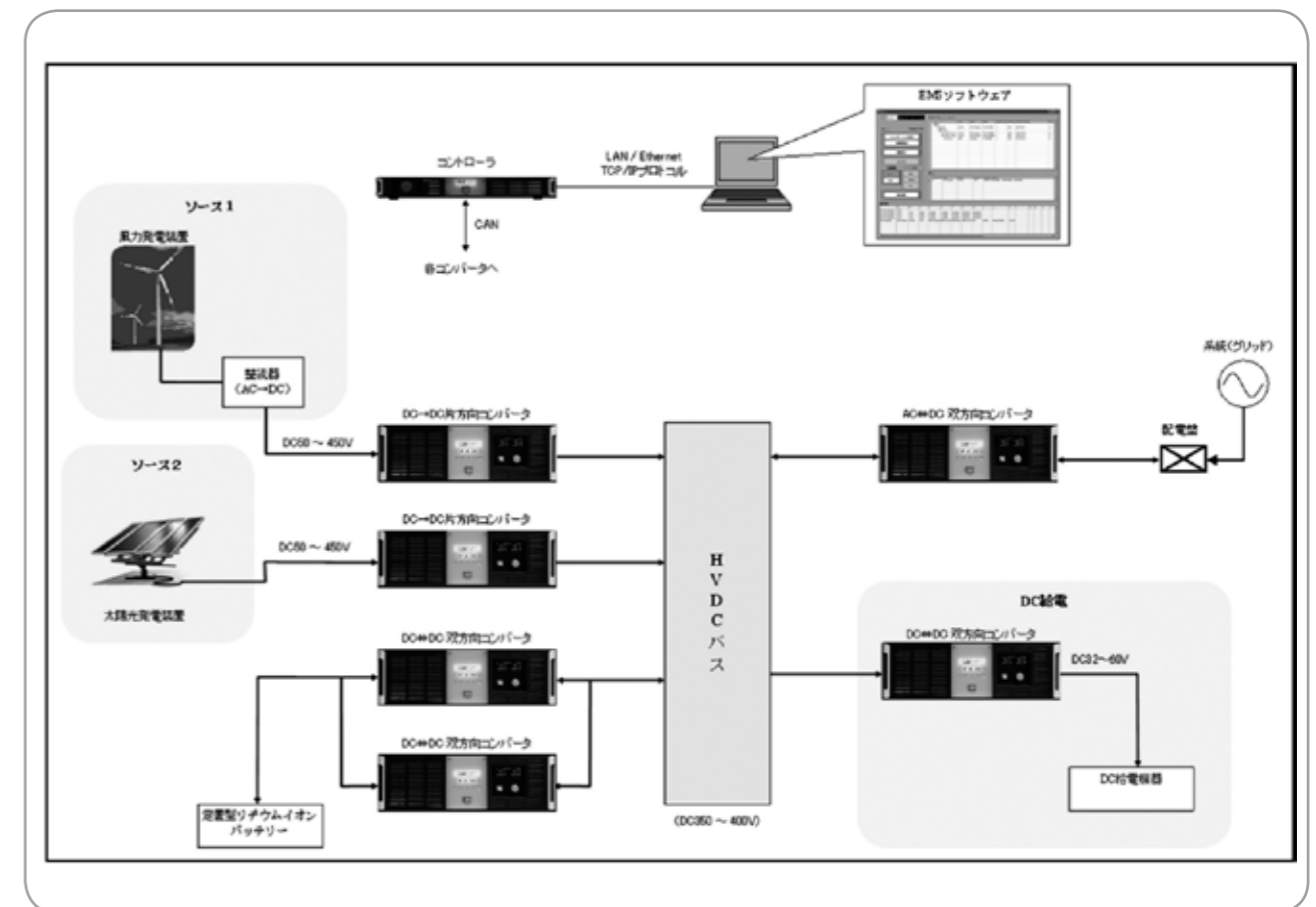 EMSソフトウェア
コントローラ
LAN / Ethernet
TCP/IPプロトコル
CAN
各コンバータへ
ソース1
風力発電装置
整流器
(AC→DC)
DC50 ～ 450V
DC→DC片方向コンバータ
ソース2
太陽光発電装置
DC50 ～ 450V
DC→DC片方向コンバータ
DC⇔DC 双方向コンバータ
DC⇔DC 双方向コンバータ
定置型リチウムイオン
バッテリー
HVDCバス
(DC350 ～ 400V)
AC⇔DC 双方向コンバータ
配電盤
系統(グリッド)
DC給電
DC⇔DC 双方向コンバータ
DC32～60V
DC給電機器